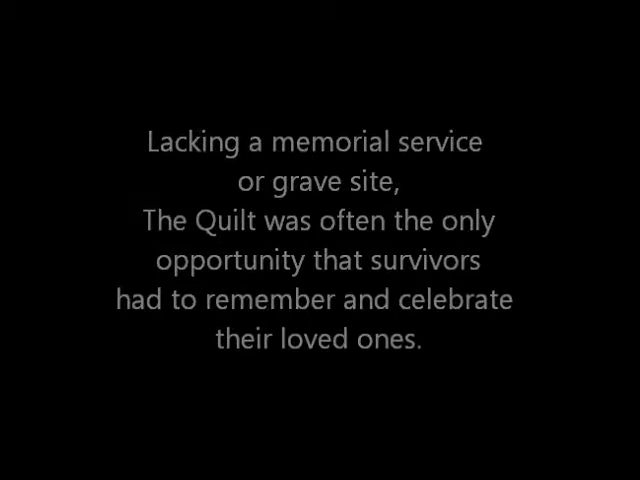 Lacking a memorial service
or grave site,
The Quilt was often the only
opportunity that survivors
had to remember and celebrate
their loved ones.